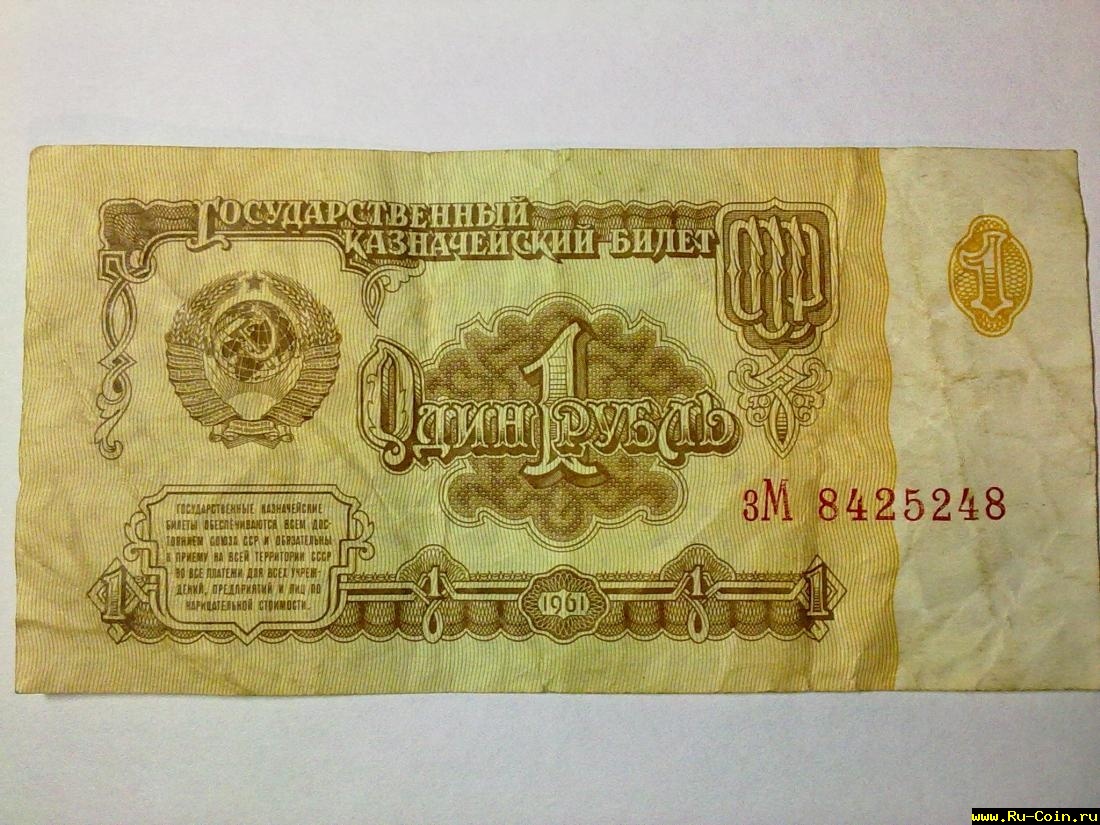 ГОСУДАРСТВЕННЫЙ
КАЗНАЧЕЙСКИЙ БИЛЕТ
СССР
1
1
ОДИН РУБЛЬ
зМ 8425248
ГОСУДАРСТВЕННЫЕ КАЗНАЧЕЙСКИЕ
БИЛЕТЫ ОБЕСПЕЧИВАЮТСЯ ВСЕМ ДОС-
ТОЯНИЕМ СОЮЗА ССР И ОБЯЗАТЕЛЬНЫ
К ПРИЕМУ НА ВСЕЙ ТЕРРИТОРИИ СССР
ВО ВСЕ ПЛАТЕЖИ ДЛЯ ВСЕХ УЧРЕЖ-
ДЕНИЙ, ПРЕДПРИЯТИЙ И ЛИЦ ПО
НАРИЦАТЕЛЬНОЙ СТОИМОСТИ.
1 1 1961 1 1
www.Ru-Coin.ru